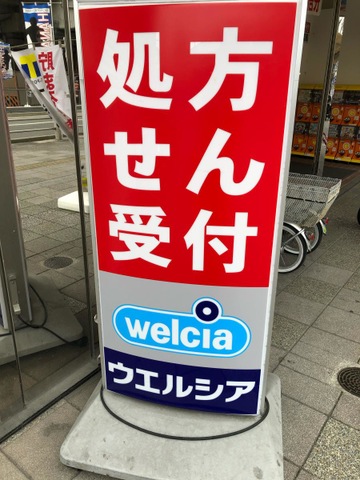 処方
せん
受付
welcia
ウエルシア